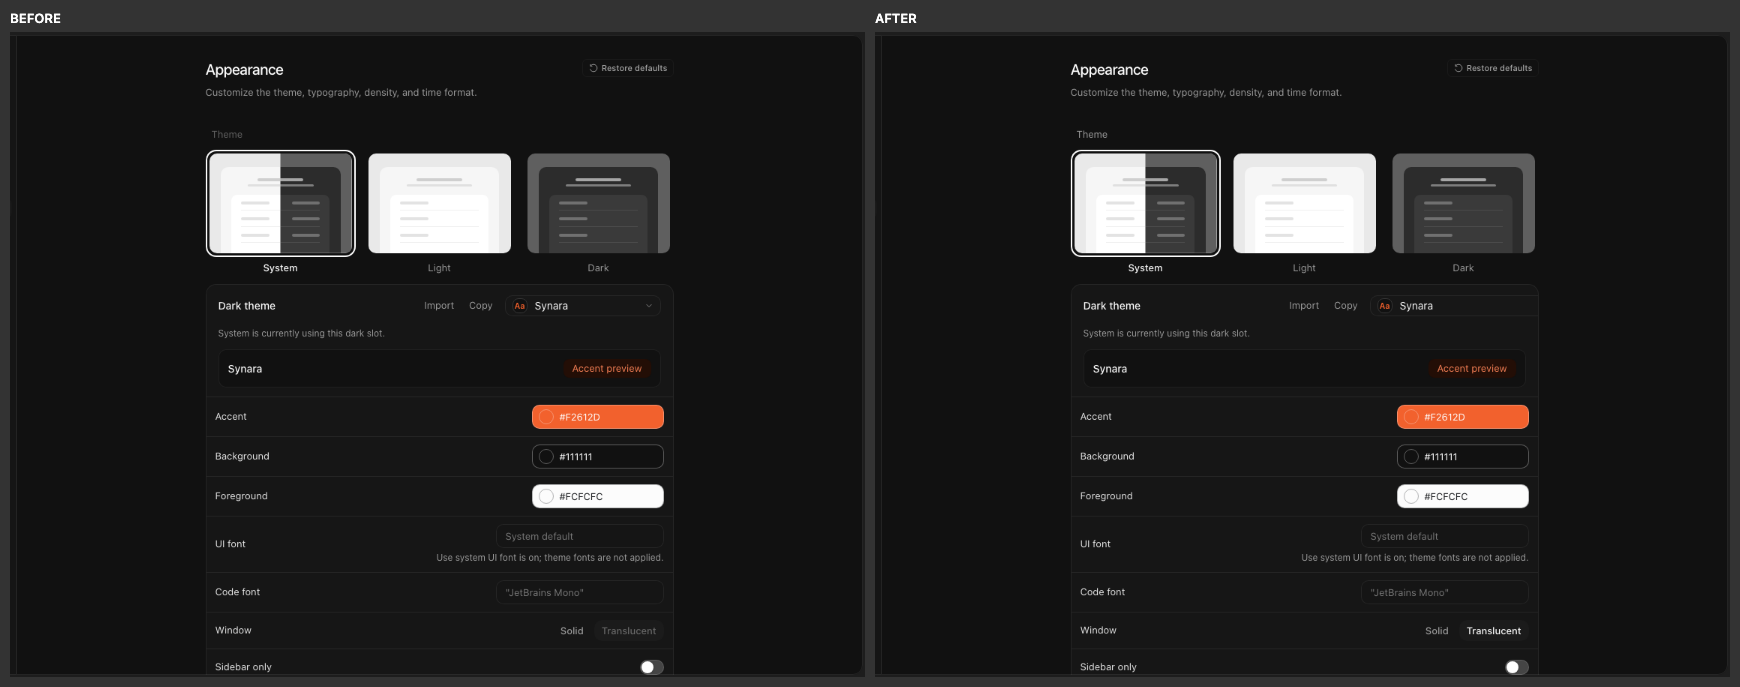 BEFORE
Appearance
Restore defaults
Customize the theme, typography, density, and time format.
Theme
System
Light
Dark
Dark theme
Import
Copy
Aa
Synara
System is currently using this dark slot.
Synara
Accent preview
Accent
#F2612D
Background
#111111
Foreground
#FCFCFC
UI font
System default
Use system UI font is on; theme fonts are not applied.
Code font
"JetBrains Mono"
Window
Solid
Translucent
Sidebar only
AFTER
Appearance
Restore defaults
Customize the theme, typography, density, and time format.
Theme
System
Light
Dark
Dark theme
Import
Copy
Aa
Synara
System is currently using this dark slot.
Synara
Accent preview
Accent
#F2612D
Background
#111111
Foreground
#FCFCFC
UI font
System default
Use system UI font is on; theme fonts are not applied.
Code font
"JetBrains Mono"
Window
Solid
Translucent
Sidebar only